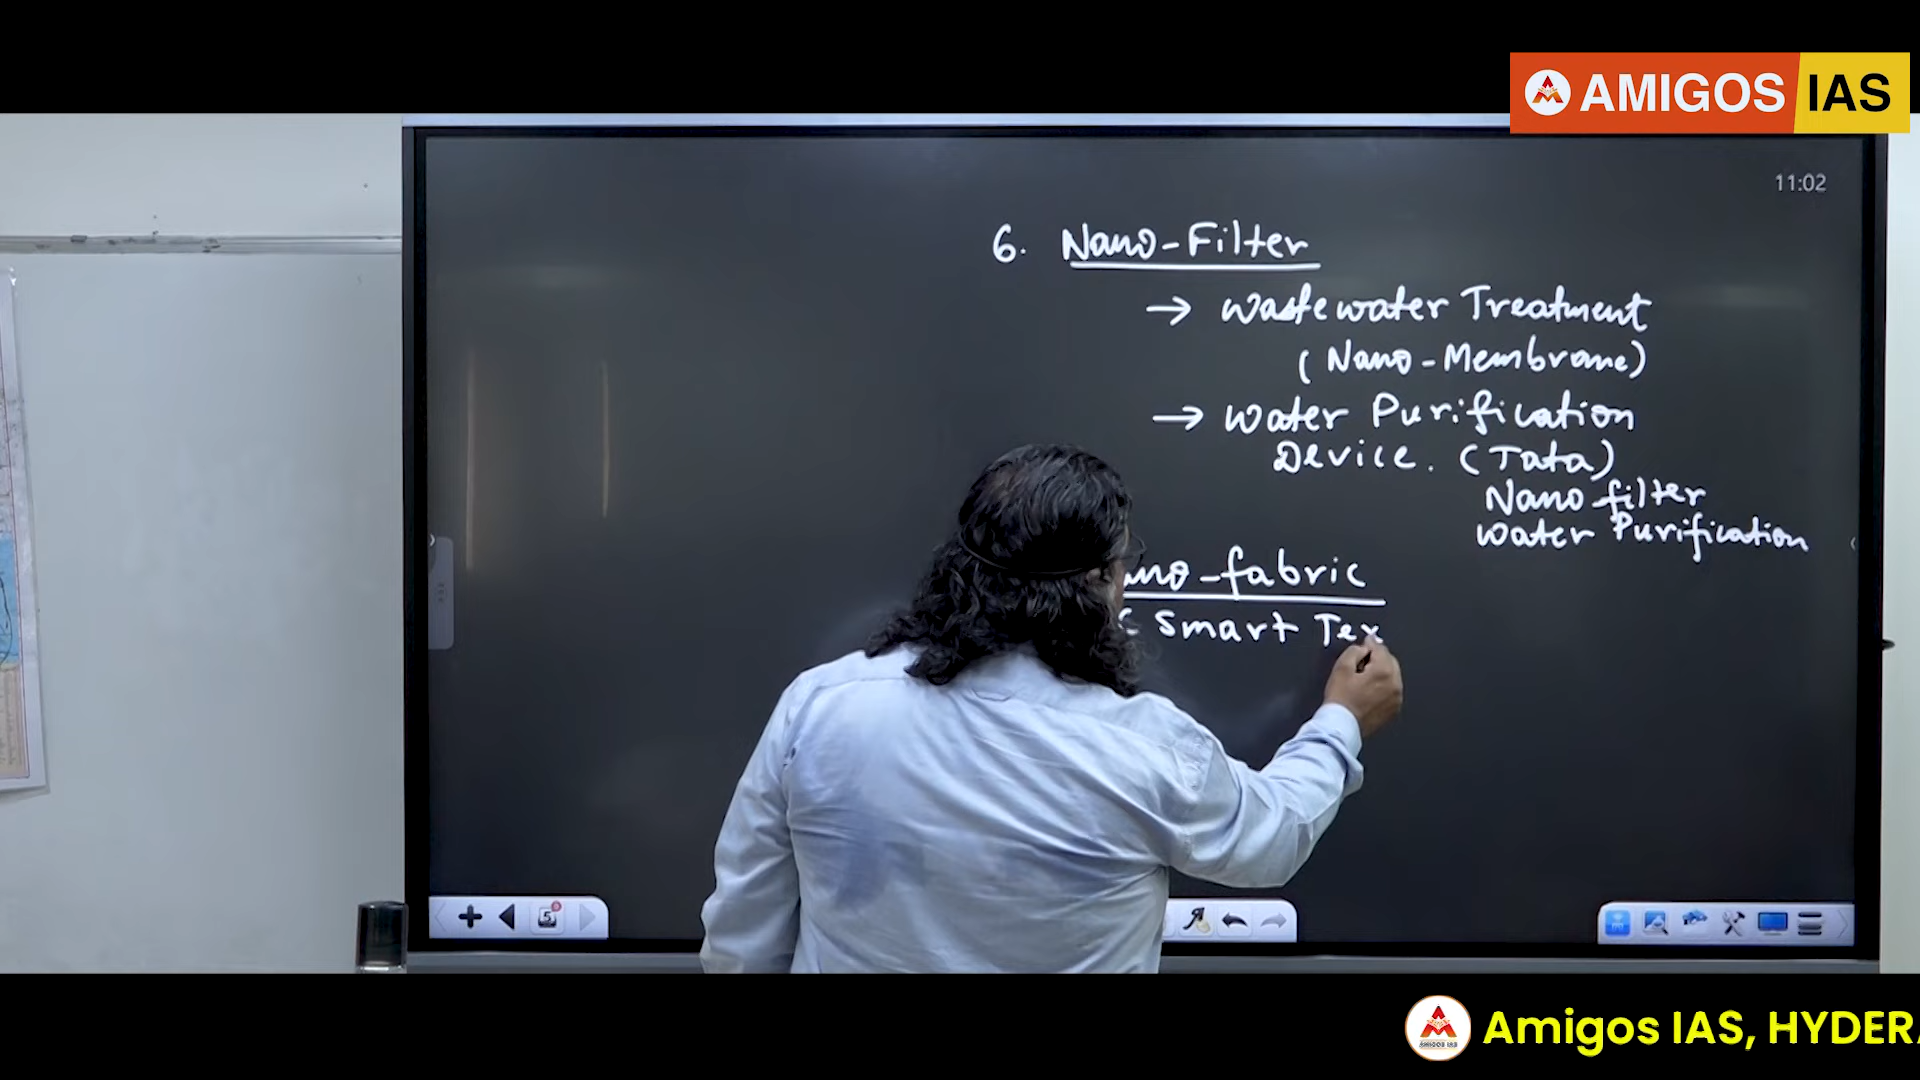 AMIGOS IAS
11:02
6. Nano-Filter
→ Wastewater Treatment
(Nano-Membrane)
→ Water Purification
Device. (Tata)
Nano filter
Water Purification
-fabric
Smart Tex
Amigos IAS, HYDER